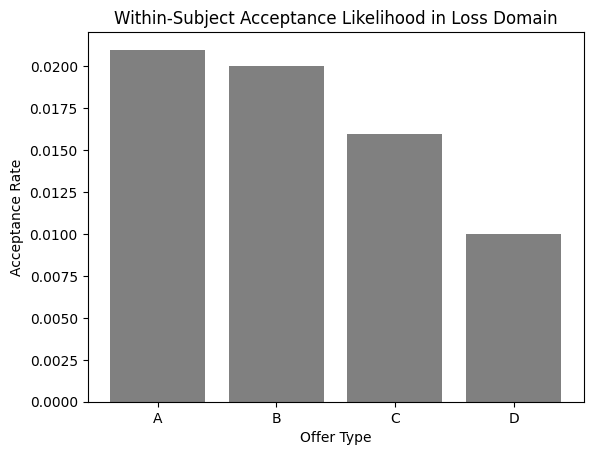 Within-Subject Acceptance Likelihood in Loss Domain
Acceptance Rate
0.0200
0.0175
0.0150
0.0125
0.0100
0.0075
0.0050
0.0025
0.0000
A B C D
Offer Type